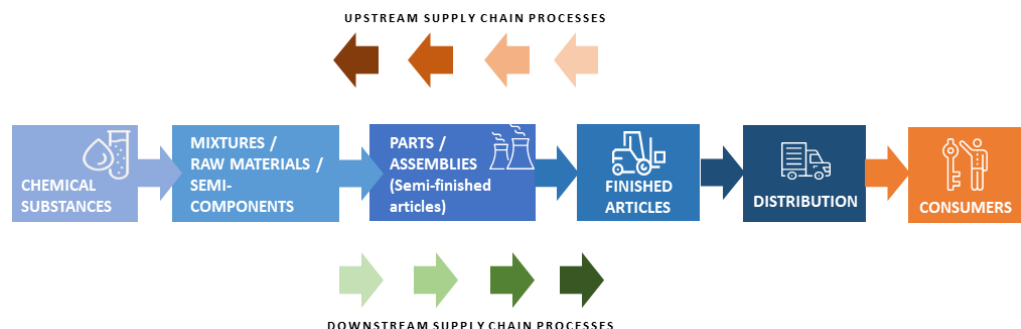 UPSTREAM SUPPLY CHAIN PROCESSES
CHEMICAL
SUBSTANCES
MIXTURES /
RAW MATERIALS /
SEMI-
COMPONENTS
PARTS /
ASSEMBLIES
(Semi-finished
articles)
FINISHED
ARTICLES
DISTRIBUTION
CONSUMERS
DOWNSTREAM SUPPLY CHAIN PROCESSES